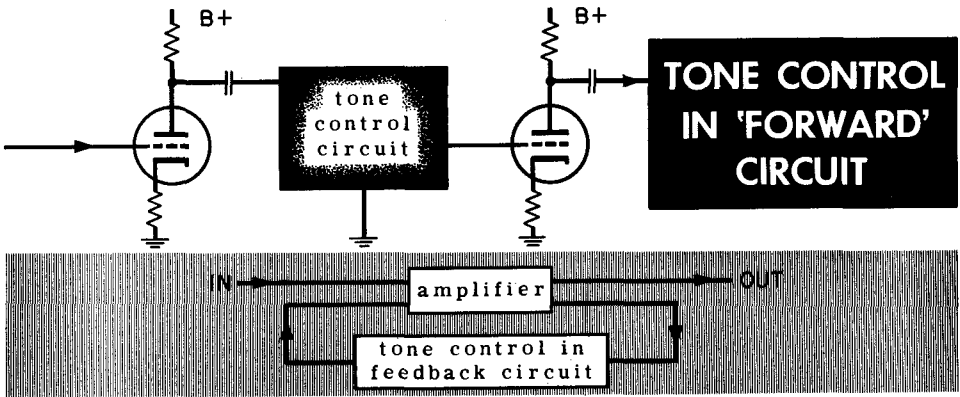 B+
B+
tone
control
circuit
TONE CONTROL
IN 'FORWARD'
CIRCUIT
IN
amplifier
OUT
tone control in
feedback circuit